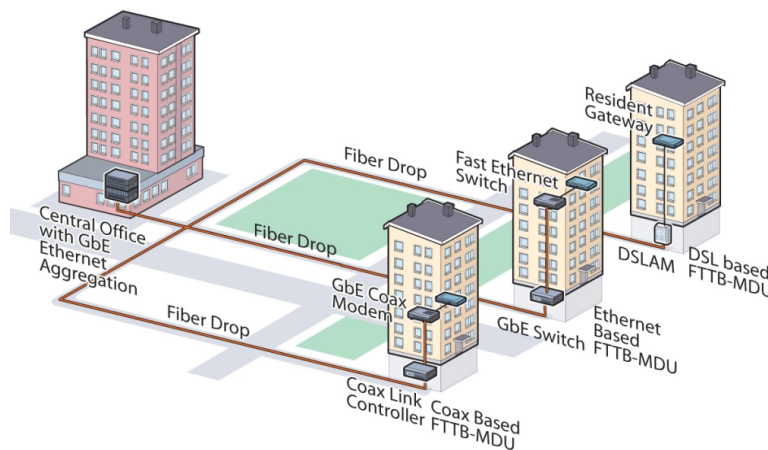 Resident
Gateway
Fiber Drop
Fast Ethernet
Switch
Central Office
with GbE
Ethernet
Aggregation
Fiber Drop
DSLAM
DSL based
FTTB-MDU
GbE Coax
Modem
Fiber Drop
GbE Switch
Ethernet
Based
FTTB-MDU
Coax Link
Controller
Coax Based
FTTB-MDU